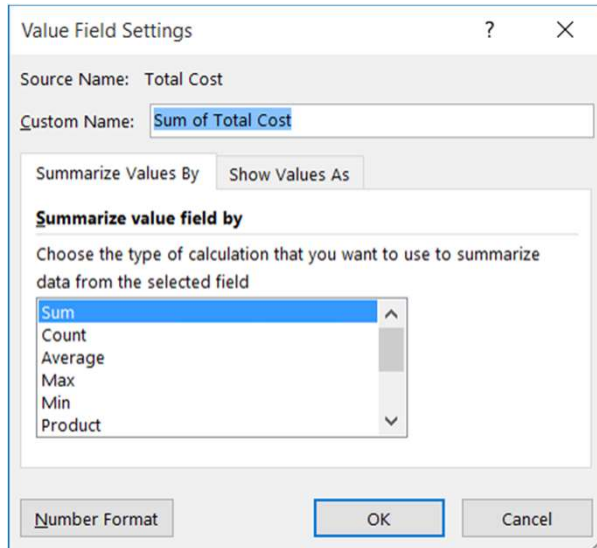 Value Field Settings ? ×
Source Name: Total Cost
Custom Name: Sum of Total Cost
Summarize Values By Show Values As
Summarize value field by
Choose the type of calculation that you want to use to summarize
data from the selected field
Sum
Count
Average
Max
Min
Product
Number Format OK Cancel